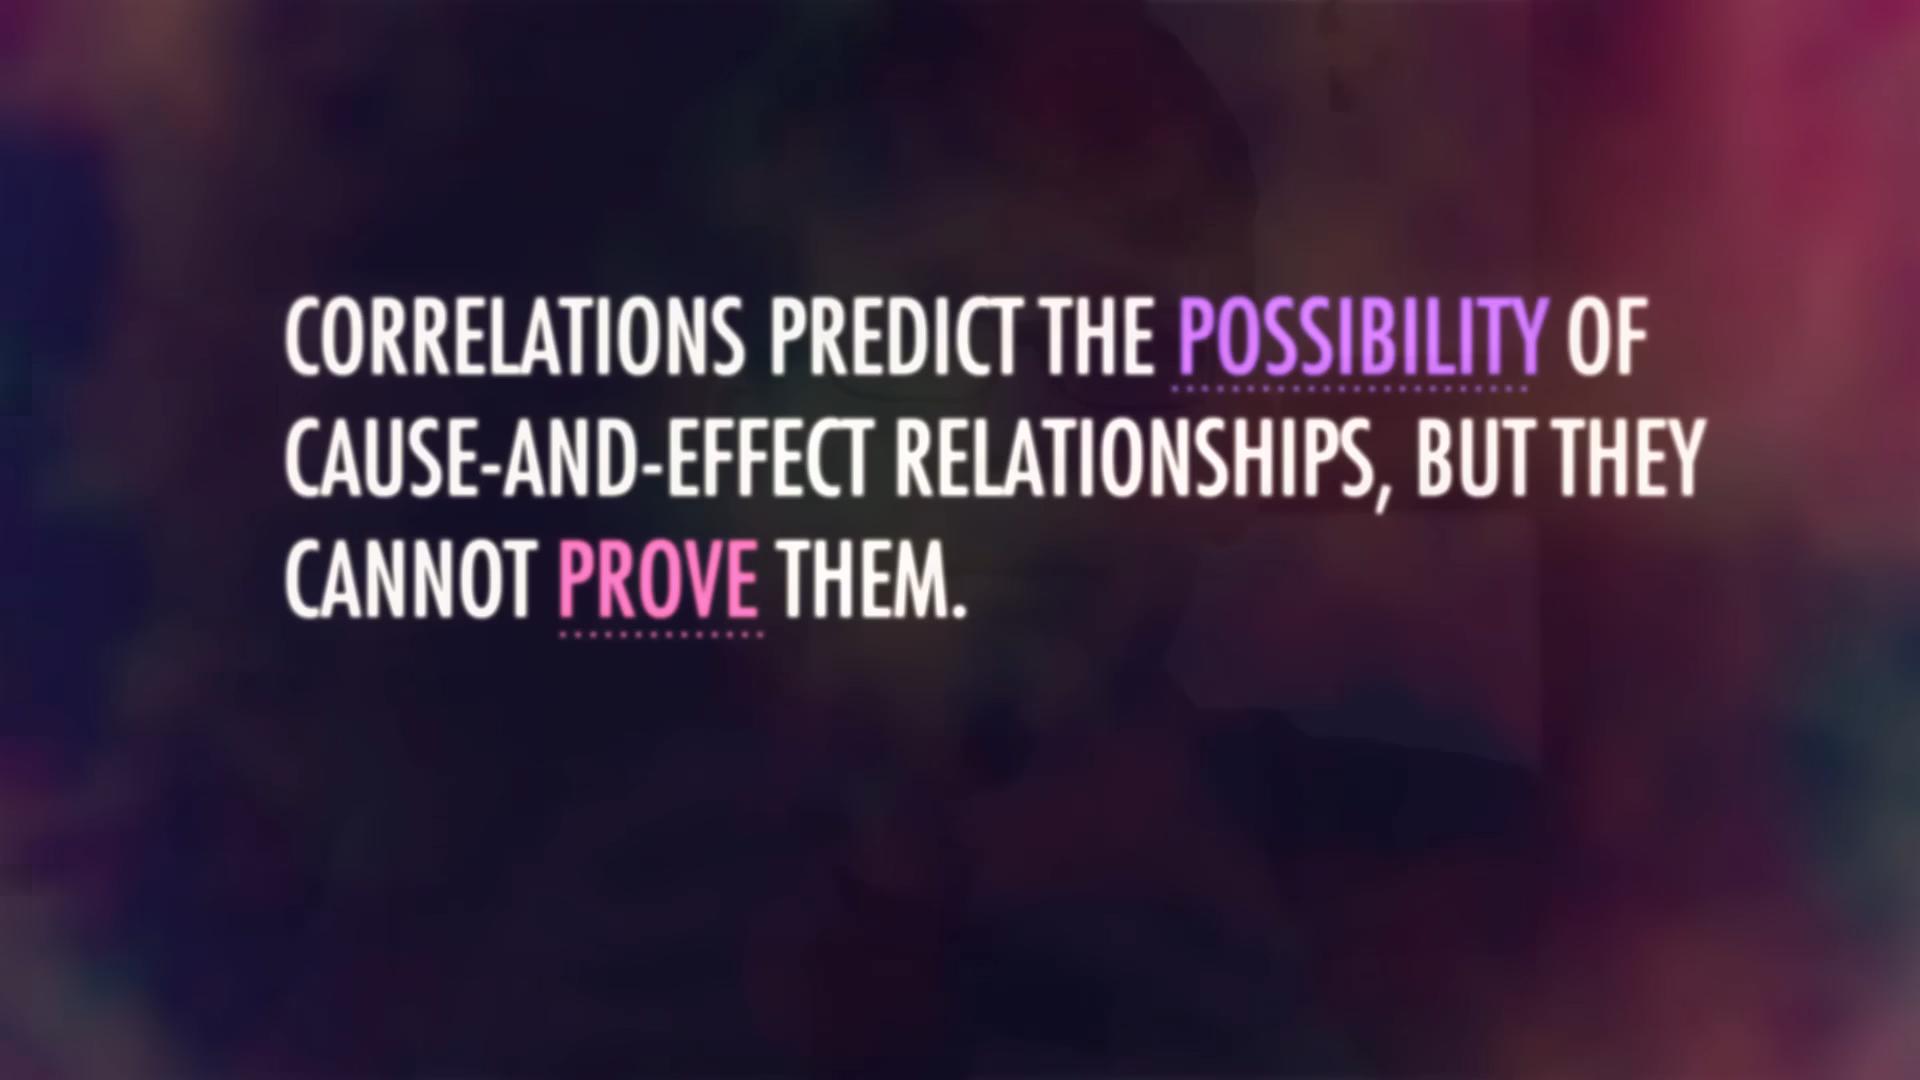 CORRELATIONS PREDICT THE POSSIBILITY OF
CAUSE-AND-EFFECT RELATIONSHIPS, BUT THEY
CANNOT PROVE THEM.